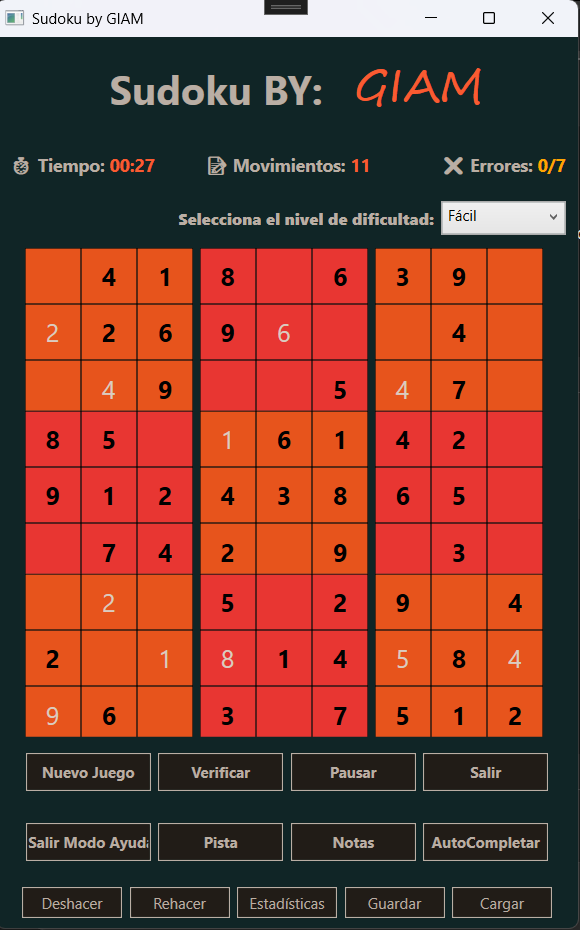 Sudoku by GIAM
Sudoku BY: GIAM
Tiempo: 00:27 Movimientos: 11 Errores: 0/7
Selecciona el nivel de dificultad: Fácil
4 1 8 6 3 9
2 2 6 9 6 4
4 9 5 4 7
8 5 1 6 1 4 2
9 1 2 4 3 8 6 5
7 4 2 9 3
2 5 2 9 4
2 1 8 1 4 5 8 4
9 6 3 7 5 1 2
Nuevo Juego Verificar Pausar Salir
Salir Modo Ayuda Pista Notas AutoCompletar
Deshacer Rehacer Estadísticas Guardar Cargar